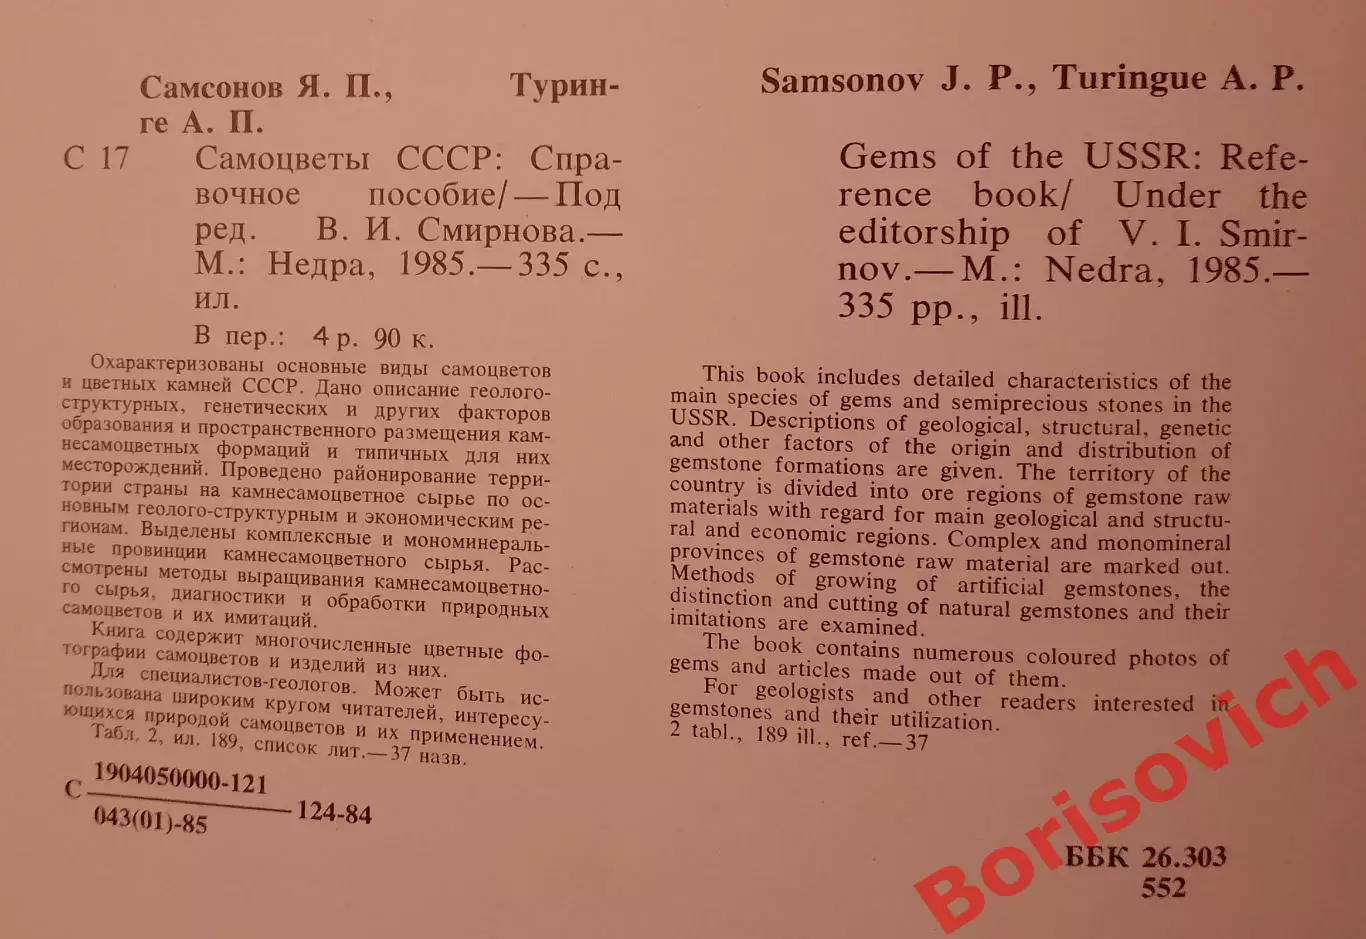 Самсонов Я. П., Турин-
ге А. П.
С 17 Самоцветы СССР: Спра-
вочное пособие/—Под
ред. В. И. Смирнова.—
М.: Недра, 1985.—335 с.,
ил.
В пер.: 4 р. 90 к.
Охарактеризованы основные виды самоцветов
и цветных камней СССР. Дано описание геолого-
структурных, генетических и других факторов
образования и пространственного размещения кам-
несамоцветных формаций и типичных для них
месторождений. Проведено районирование терри-
тории страны на камнесамоцветное сырье по ос-
новным геолого-структурным и экономическим ре-
гионам. Выделены комплексные и мономинераль-
ные провинции камнесамоцветного сырья. Рас-
смотрены методы выращивания камнесамоцветно-
го сырья, диагностики и обработки природных
самоцветов и их имитаций.
Книга содержит многочисленные цветные фо-
тографии самоцветов и изделий из них.
Для специалистов-геологов. Может быть ис-
пользована широким кругом читателей, интересу-
ющихся природой самоцветов и их применением.
Табл. 2, ил. 189, список лит.—37 назв.
С 1904050000-121
043(01)-85
—124-84
Samsonov J. P., Turingue A. P.
Gems of the USSR: Refe-
rence book/ Under the
editorship of V. I. Smir-
nov.—M.: Nedra, 1985.—
335 pp., ill.
This book includes detailed characteristics of the
main species of gems and semiprecious stones in the
USSR. Descriptions of geological, structural, genetic
and other factors of the origin and distribution of
gemstone formations are given. The territory of the
country is divided into ore regions of gemstone raw
materials with regard for main geological and structu-
ral and economic regions. Complex and monomineral
provinces of gemstone raw material are marked out.
Methods of growing of artificial gemstones, the
distinction and cutting of natural gemstones and their
imitations are examined.
The book contains numerous coloured photos of
gems and articles made out of them.
For geologists and other readers interested in
gemstones and their utilization.
2 tabl., 189 ill., ref.—37
ББК 26.303
552
Borisovich